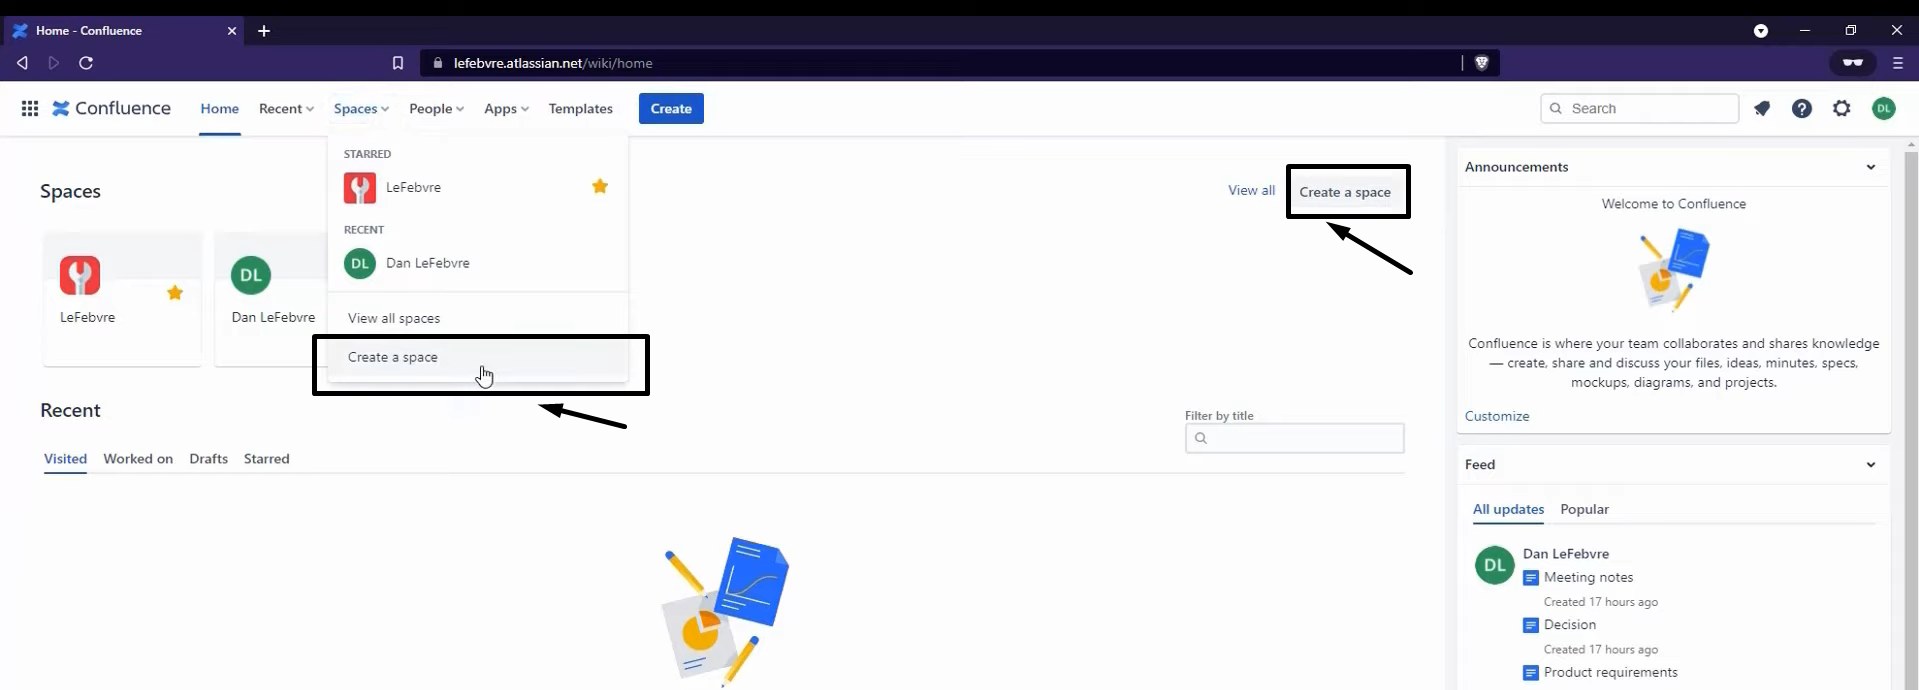 Home - Confluence
lefebvre.atlassian.net/wiki/home
Confluence
Home
Recent
Spaces
People
Apps
Templates
Create
Search
DL
STARRED
LeFebvre
RECENT
DL
Dan LeFebvre
View all spaces
Create a space
Spaces
View all
Create a space
LeFebvre
DL
Dan LeFebvre
Recent
Filter by title
Visited
Worked on
Drafts
Starred
Announcements
Welcome to Confluence
Confluence is where your team collaborates and shares knowledge
— create, share and discuss your files, ideas, minutes, specs,
mockups, diagrams, and projects.
Customize
Feed
All updates
Popular
DL
Dan LeFebvre
Meeting notes
Created 17 hours ago
Decision
Created 17 hours ago
Product requirements